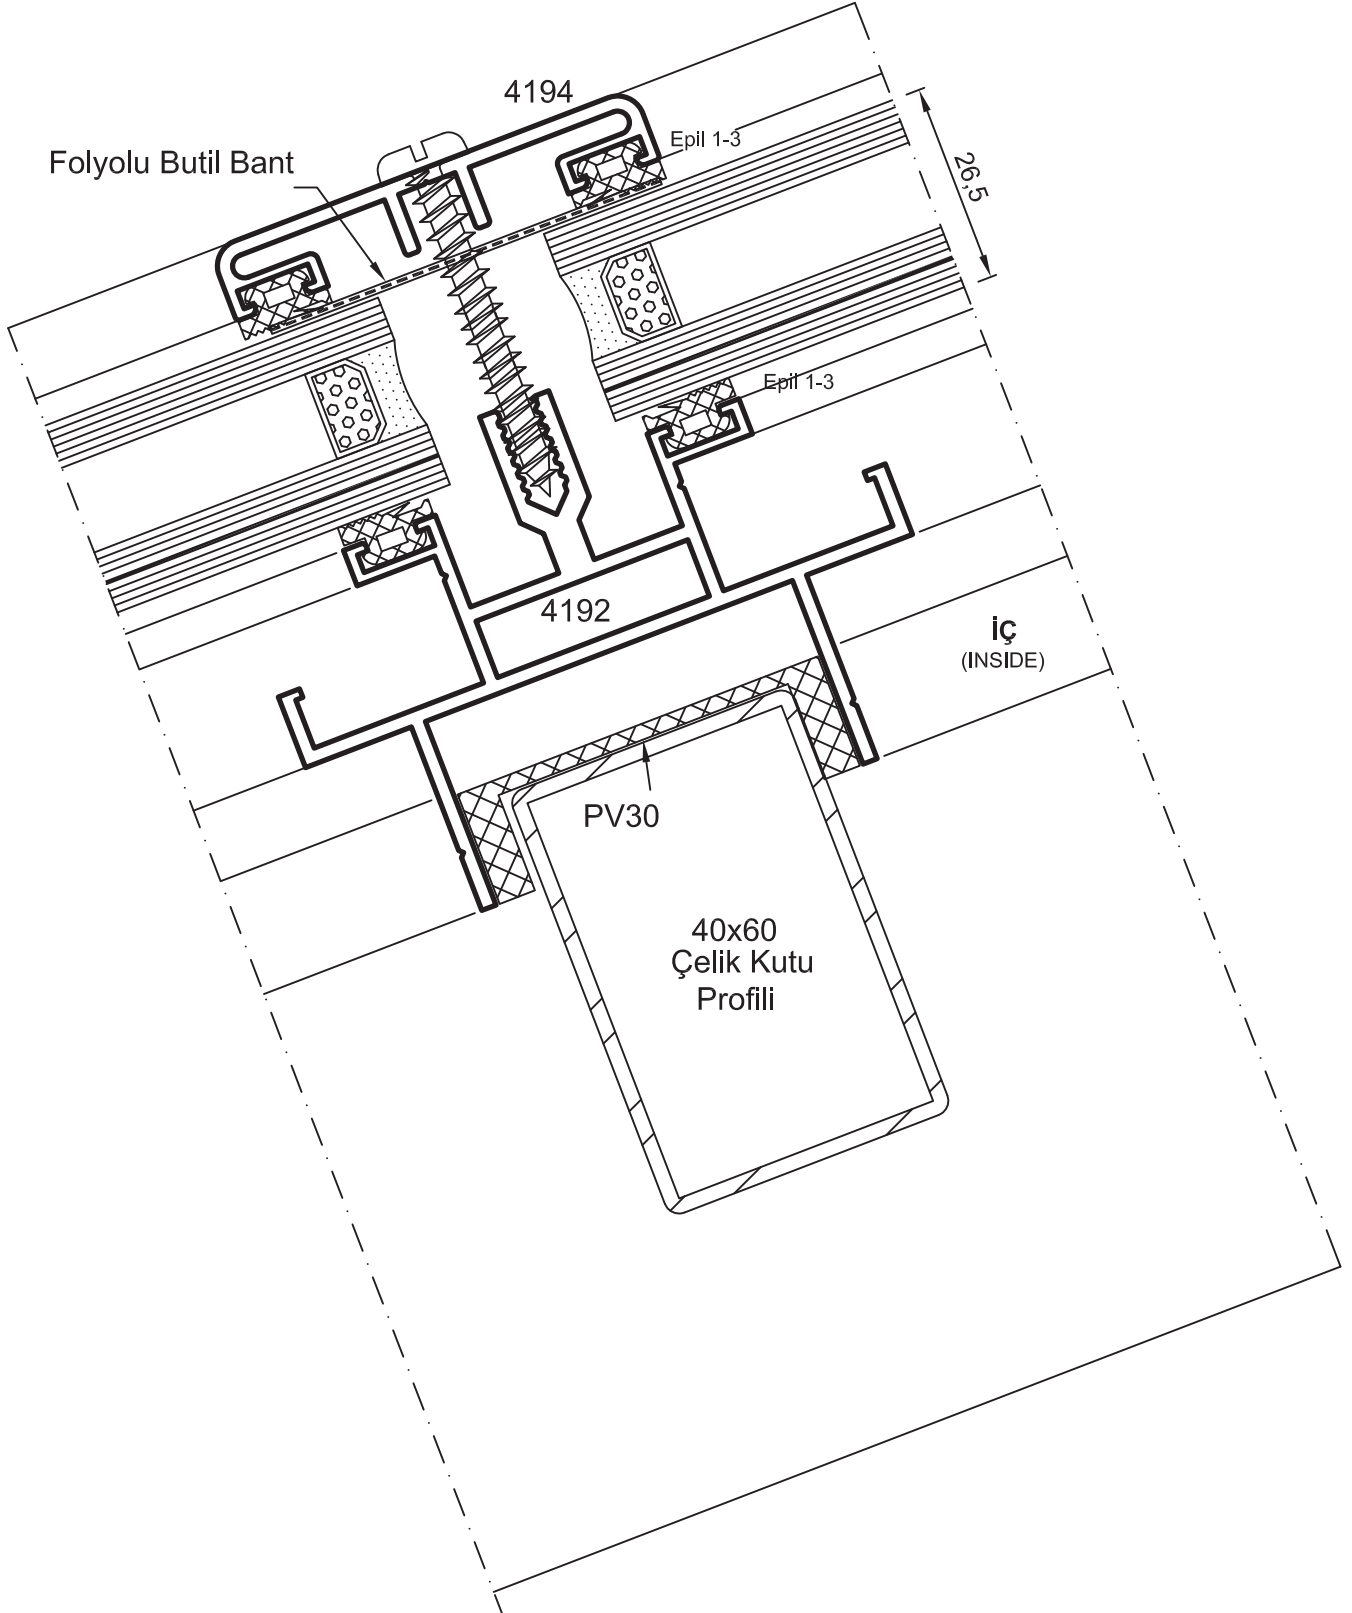 4194
Epil 1-3
Folyolu Butil Bant
26,5
Epil 1-3
4192
İÇ
(INSIDE)
PV30
40x60
Çelik Kutu
Profili